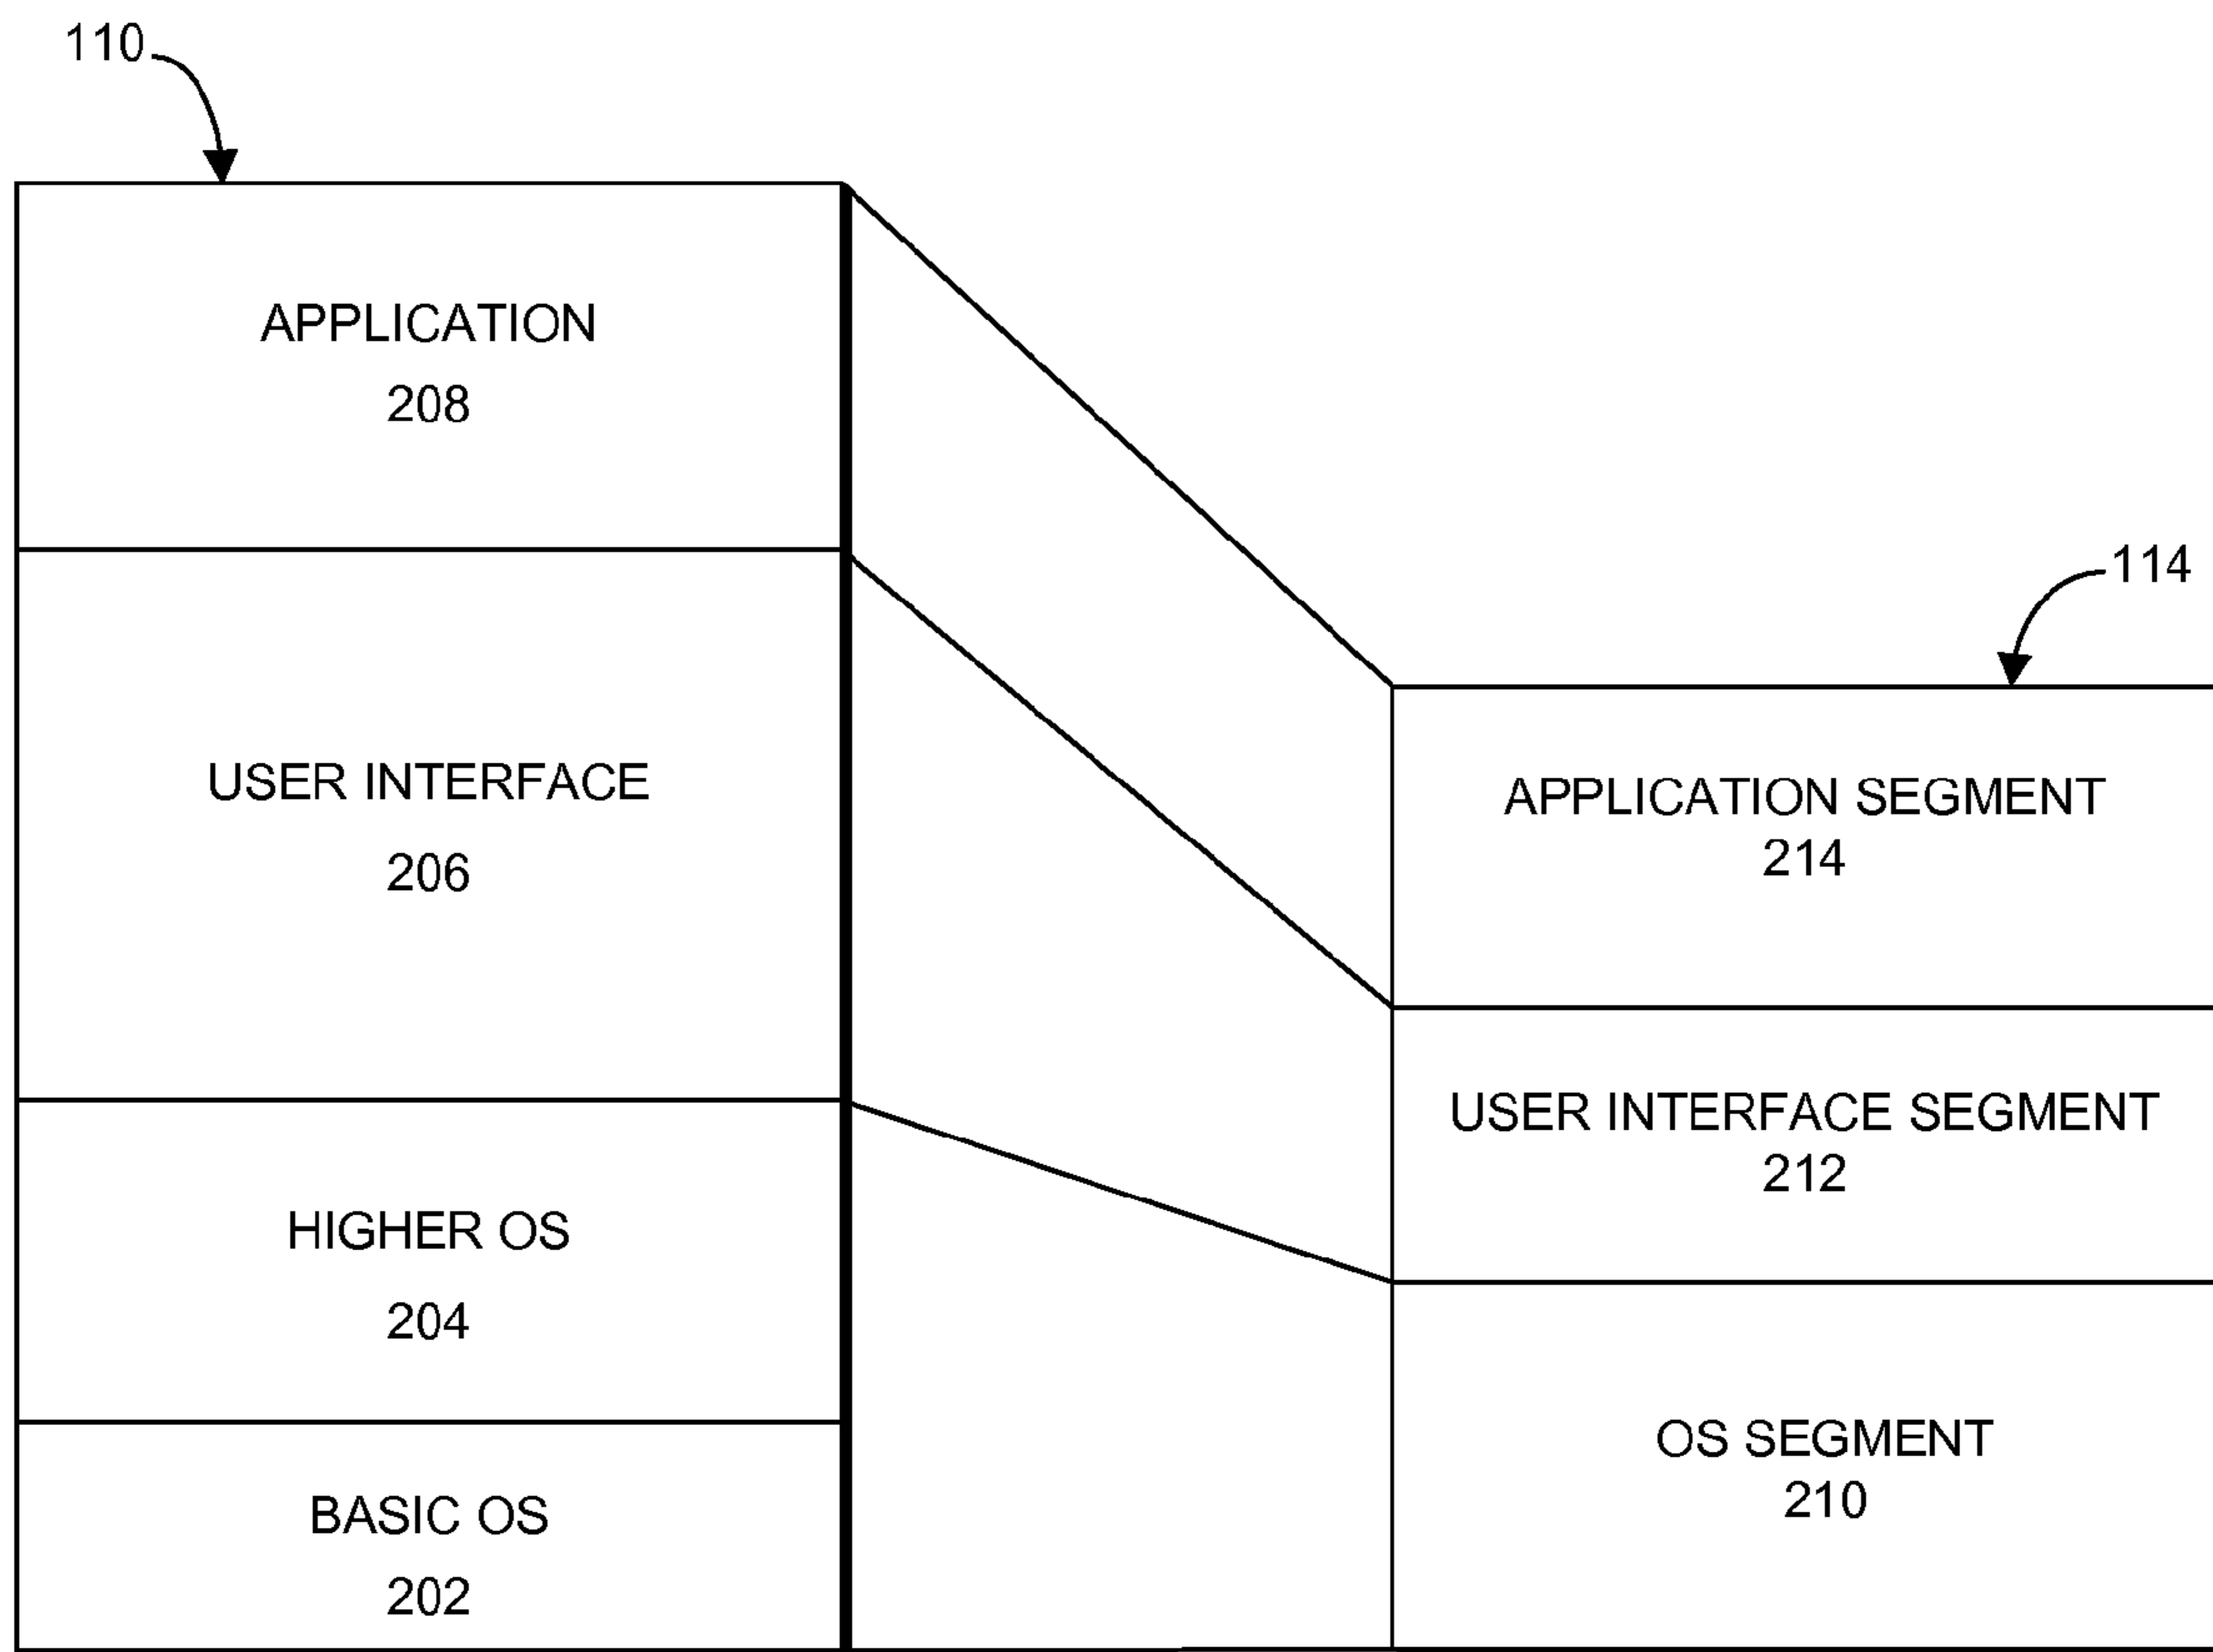 110
APPLICATION
208
USER INTERFACE
206
HIGHER OS
204
BASIC OS
202
114
APPLICATION SEGMENT
214
USER INTERFACE SEGMENT
212
OS SEGMENT
210